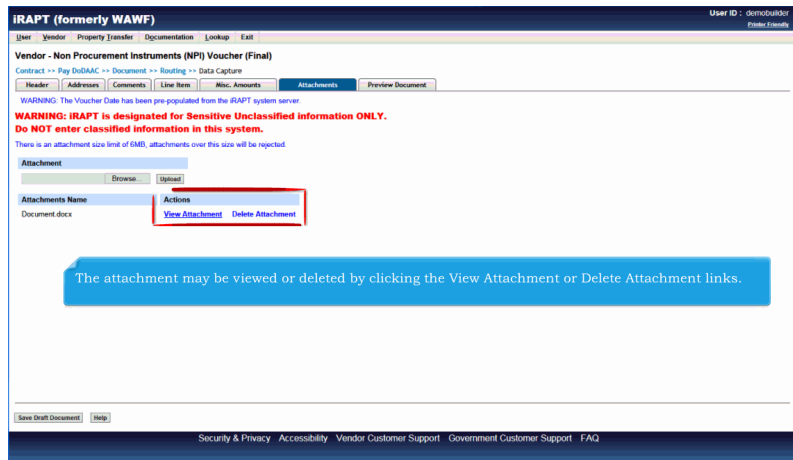 iRAPT (formerly WAWF)
User ID : demobuilder
Printer Friendly
User Vendor Property Transfer Documentation Lookup Exit
Vendor - Non Procurement Instruments (NPI) Voucher (Final)
Contract >> Pay DoDAAC >> Document >> Routing >> Data Capture
Header Addresses Comments Line Item Misc. Amounts Attachments Preview Document
WARNING: The Voucher Date has been pre-populated from the iRAPT system server.
WARNING: iRAPT is designated for Sensitive Unclassified information ONLY.
Do NOT enter classified information in this system.
There is an attachment size limit of 6MB, attachments over this size will be rejected.
Attachment
Browse... Upload
Attachments Name Actions
Document.docx View Attachment Delete Attachment
The attachment may be viewed or deleted by clicking the View Attachment or Delete Attachment links.
Save Draft Document Help
Security & Privacy Accessibility Vendor Customer Support Government Customer Support FAQ